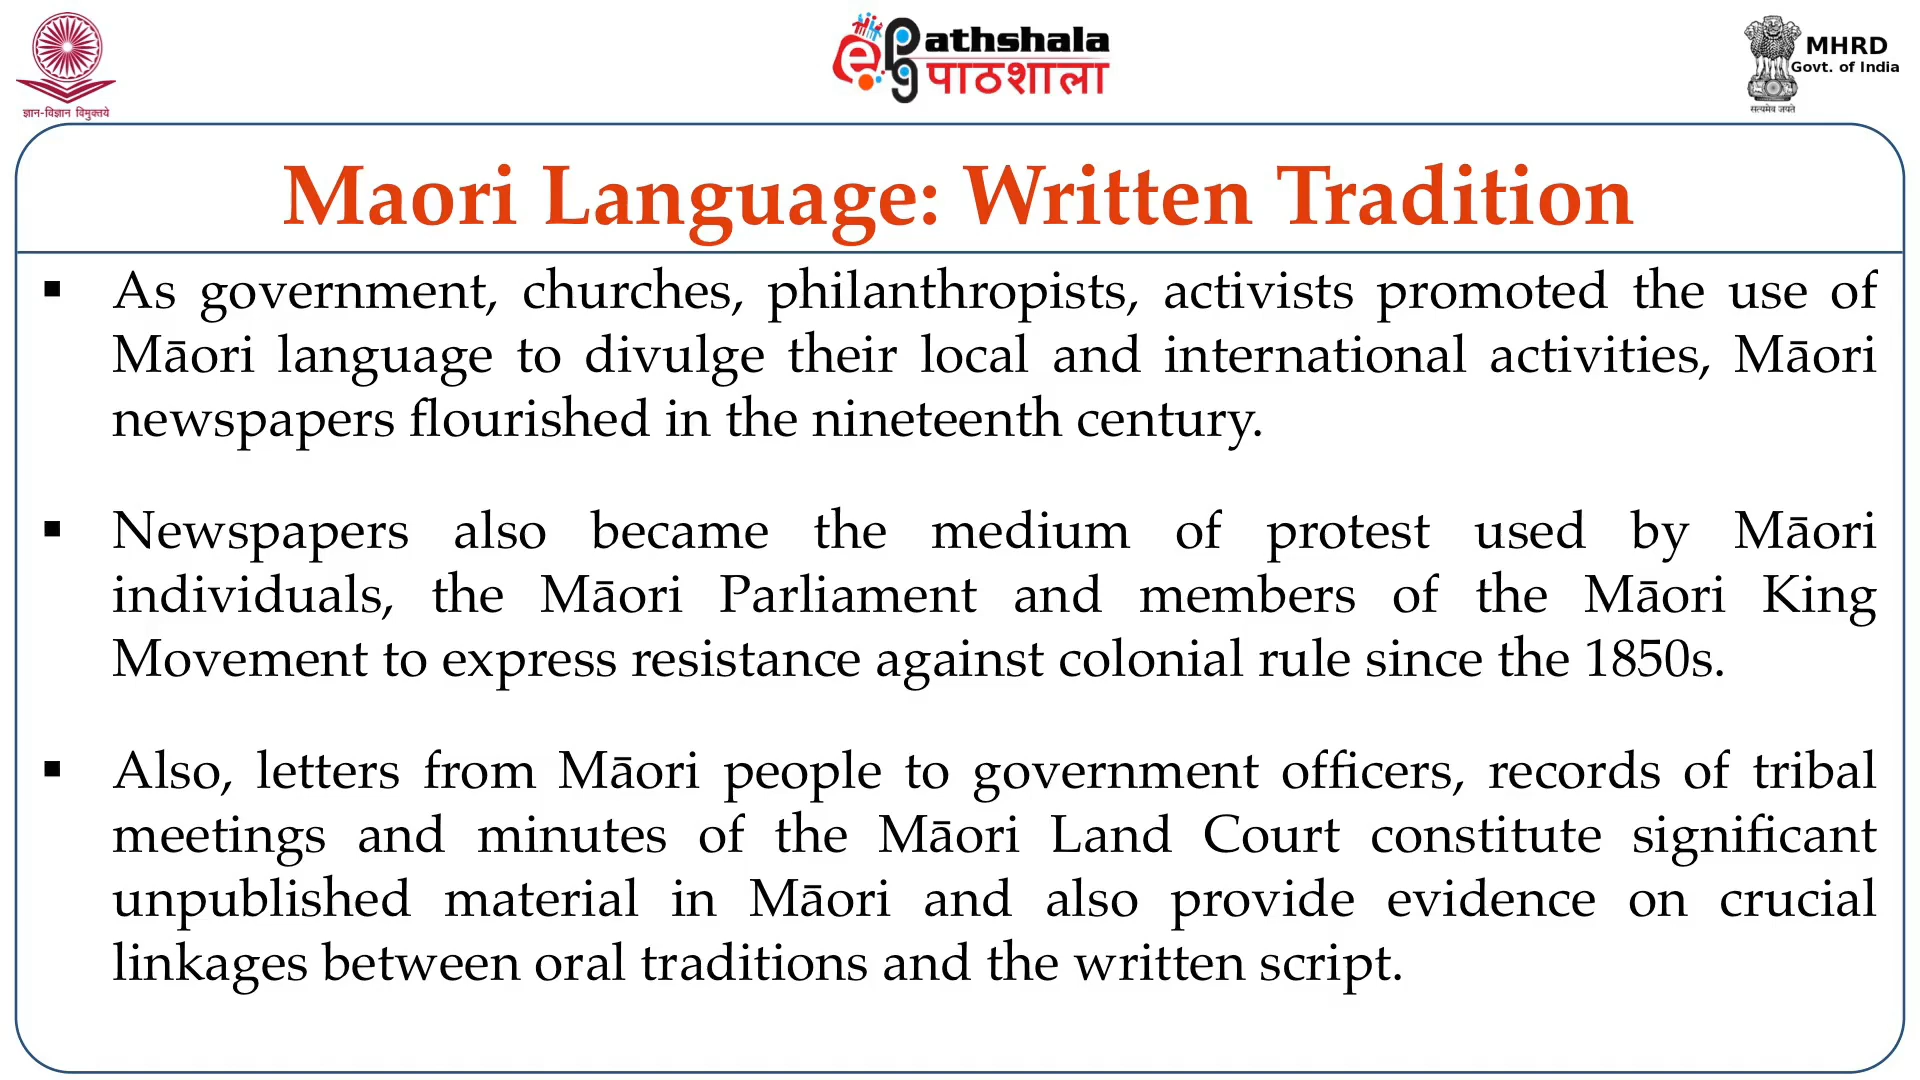 ज्ञान-विज्ञान विमुक्तये
ePG Pathshala
पाठशाला
MHRD
Govt. of India
सत्यमेव जयते
Maori Language: Written Tradition
▪ As government, churches, philanthropists, activists promoted the use of
Māori language to divulge their local and international activities, Māori
newspapers flourished in the nineteenth century.
▪ Newspapers also became the medium of protest used by Māori
individuals, the Māori Parliament and members of the Māori King
Movement to express resistance against colonial rule since the 1850s.
▪ Also, letters from Māori people to government officers, records of tribal
meetings and minutes of the Māori Land Court constitute significant
unpublished material in Māori and also provide evidence on crucial
linkages between oral traditions and the written script.